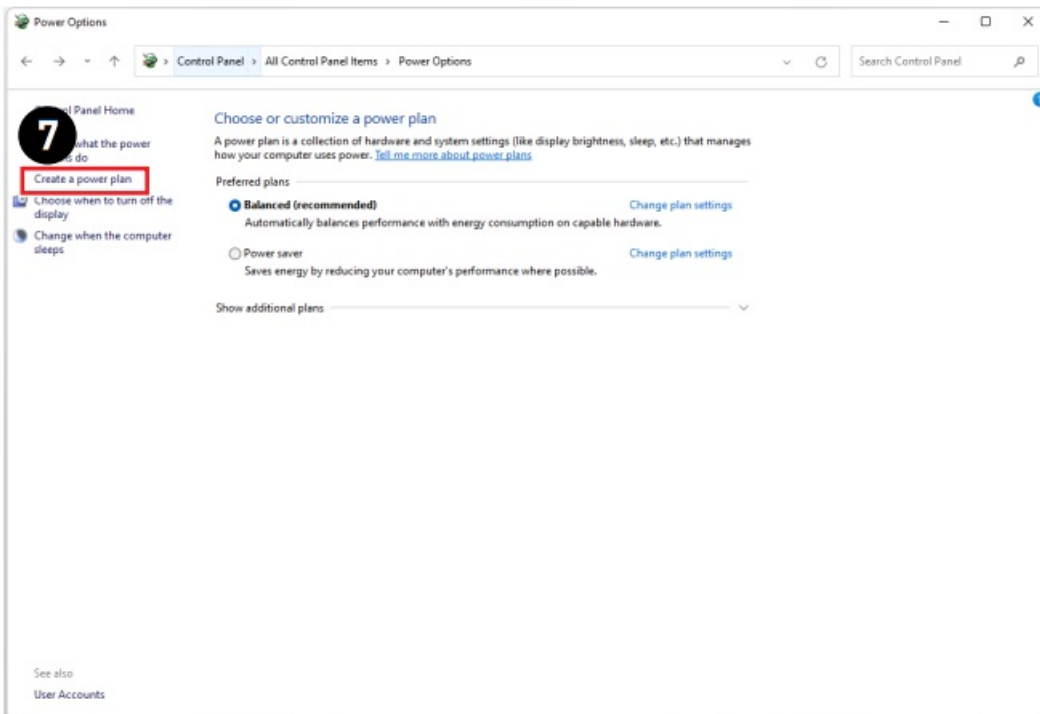 Power Options
Control Panel > All Control Panel Items > Power Options
Search Control Panel
ol Panel Home
7
what the power
s do
Create a power plan
Choose when to turn off the
display
Change when the computer
sleeps
Choose or customize a power plan
A power plan is a collection of hardware and system settings (like display brightness, sleep, etc.) that manages
how your computer uses power. Tell me more about power plans
Preferred plans
Balanced (recommended)
Change plan settings
Automatically balances performance with energy consumption on capable hardware.
Power saver
Change plan settings
Saves energy by reducing your computer's performance where possible.
Show additional plans
See also
User Accounts